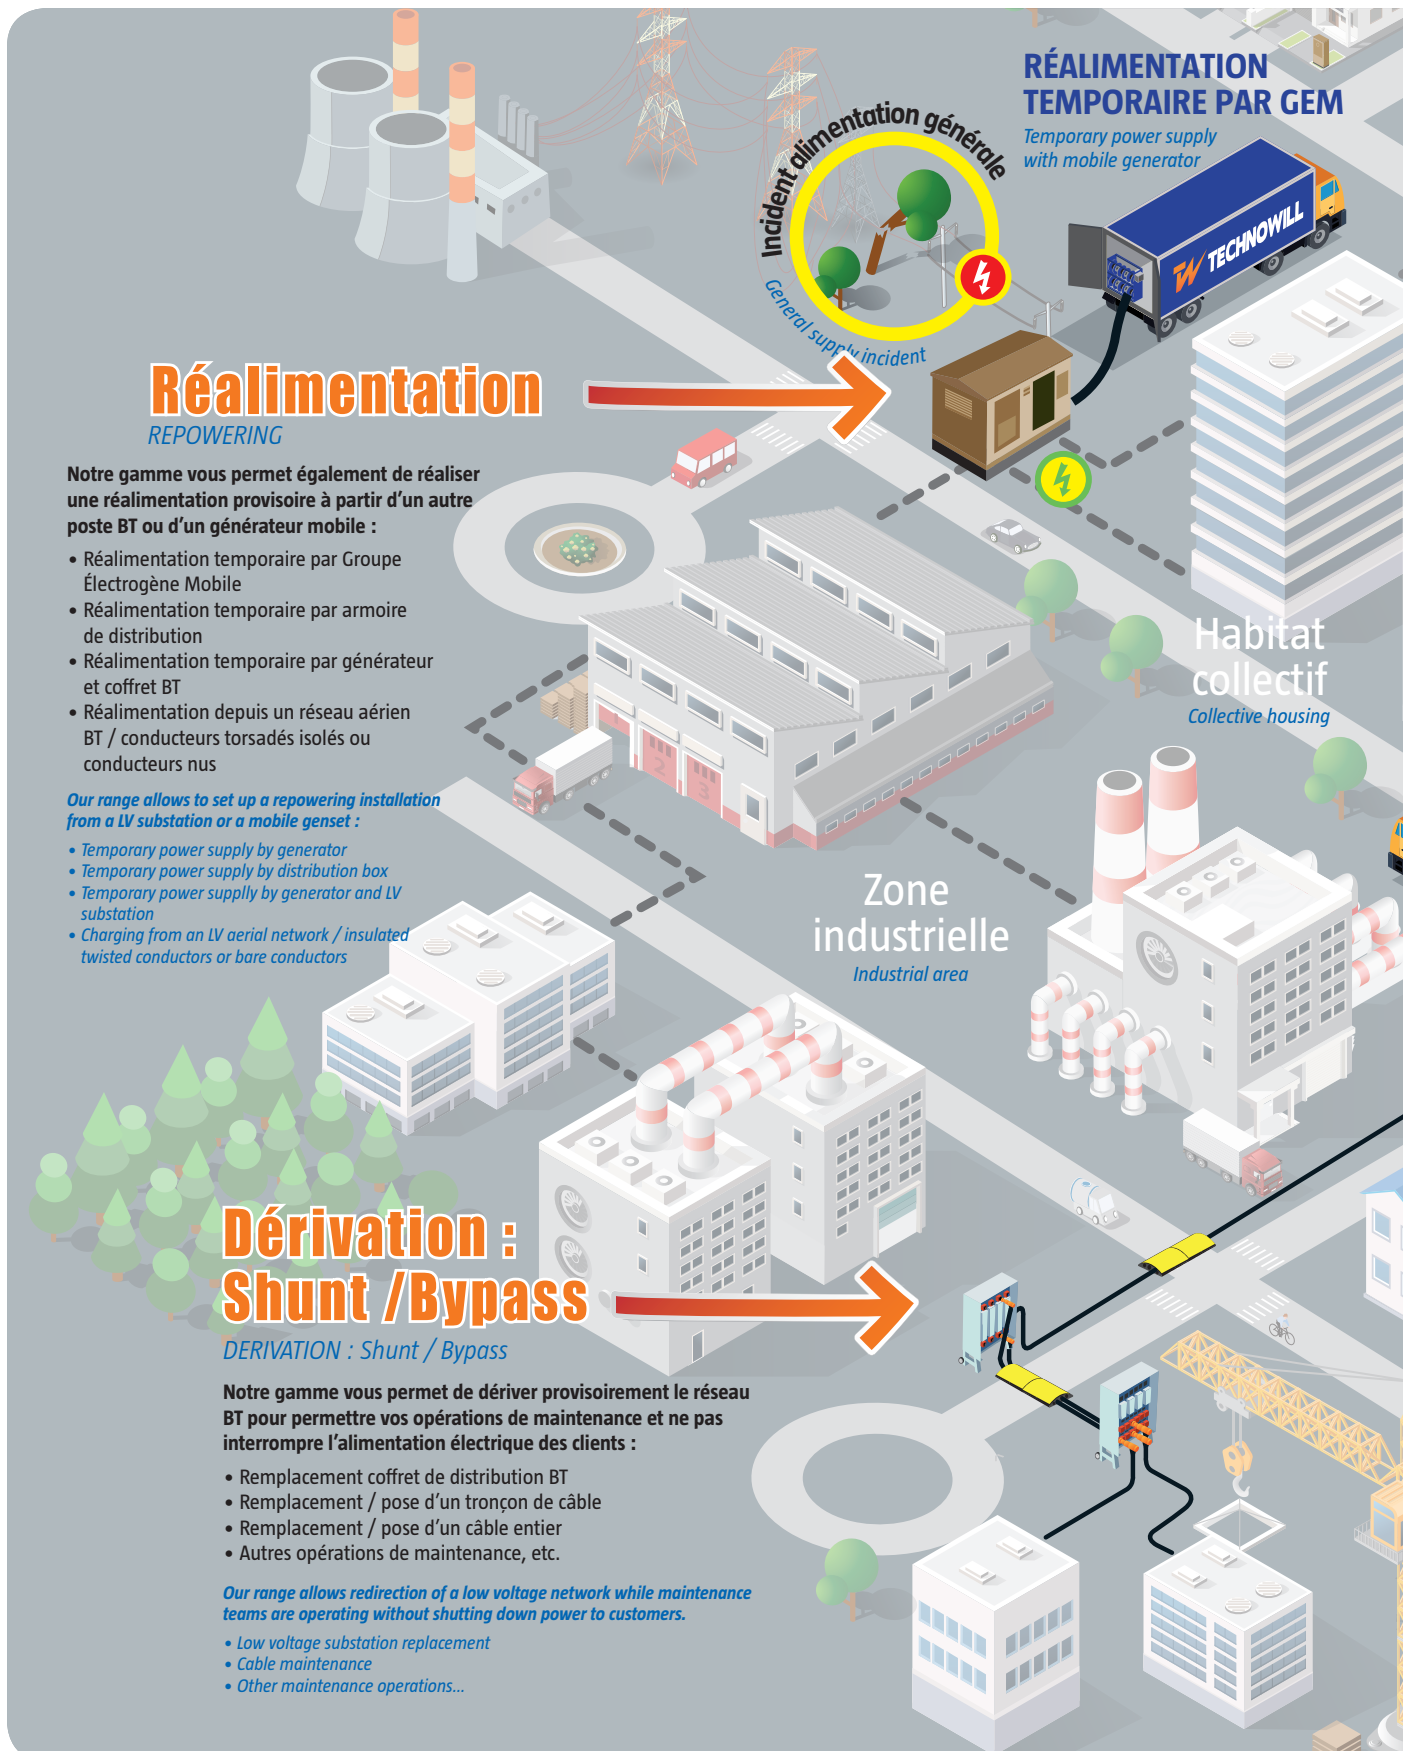 RÉALIMENTATION
TEMPORAIRE PAR GEM
Temporary power supply
with mobile generator
Incident alimentation générale
General supply incident
TW TECHNOWILL
Réalimentation
REPOWERING
Notre gamme vous permet également de réaliser
une réalimentation provisoire à partir d'un autre
poste BT ou d'un générateur mobile :
• Réalimentation temporaire par Groupe
Électrogène Mobile
• Réalimentation temporaire par armoire
de distribution
• Réalimentation temporaire par générateur
et coffret BT
• Réalimentation depuis un réseau aérien
BT / conducteurs torsadés isolés ou
conducteurs nus
Our range allows to set up a repowering installation
from a LV substation or a mobile genset :
• Temporary power supply by generator
• Temporary power supply by distribution box
• Temporary power supplly by generator and LV
substation
• Charging from an LV aerial network / insulated
twisted conductors or bare conductors
Habitat
collectif
Collective housing
1
2
3
Zone
industrielle
Industrial area
Dérivation :
Shunt /Bypass
DERIVATION : Shunt / Bypass
Notre gamme vous permet de dériver provisoirement le réseau
BT pour permettre vos opérations de maintenance et ne pas
interrompre l'alimentation électrique des clients :
• Remplacement coffret de distribution BT
• Remplacement / pose d'un tronçon de câble
• Remplacement / pose d'un câble entier
• Autres opérations de maintenance, etc.
Our range allows redirection of a low voltage network while maintenance
teams are operating without shutting down power to customers.
• Low voltage substation replacement
• Cable maintenance
• Other maintenance operations...